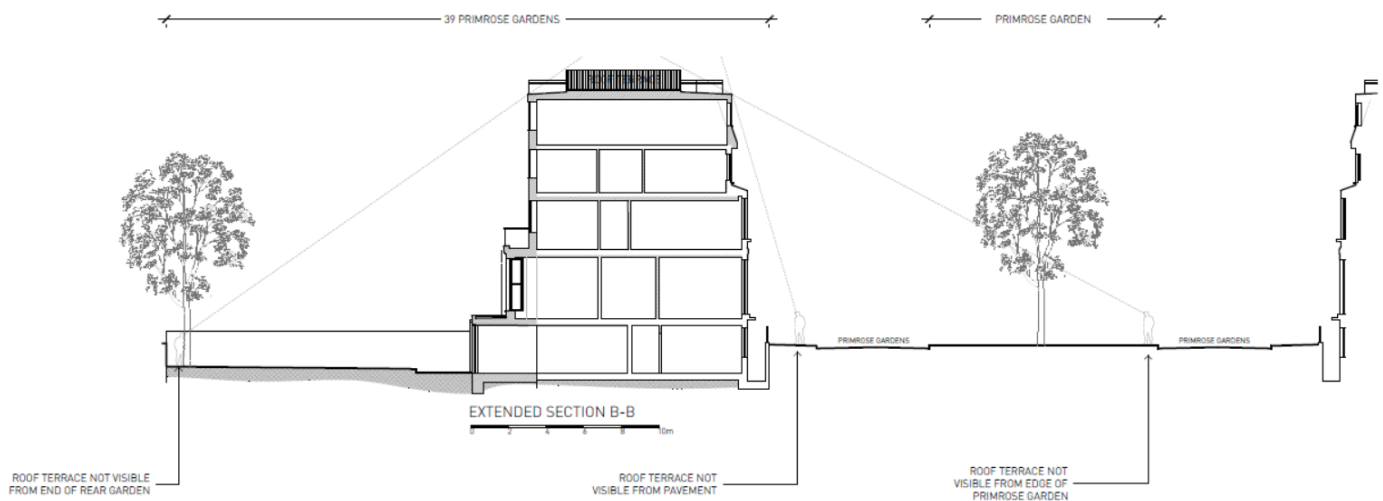 39 PRIMROSE GARDENS
PRIMROSE GARDEN
ROOF TERRACE
PRIMROSE GARDENS
PRIMROSE GARDENS
EXTENDED SECTION B-B
0 2 4 6 8 10m
ROOF TERRACE NOT VISIBLE
FROM END OF REAR GARDEN
ROOF TERRACE NOT
VISIBLE FROM PAVEMENT
ROOF TERRACE NOT
VISIBLE FROM EDGE OF
PRIMROSE GARDEN